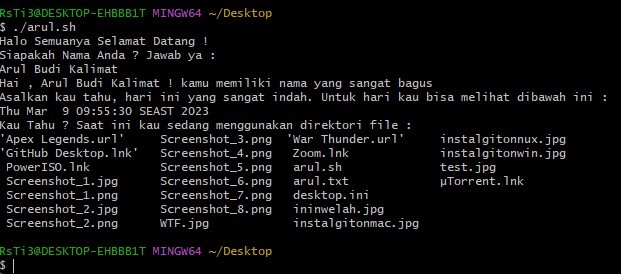 RsTi3@DESKTOP-EHBBB1T MINGW64 ~/Desktop
$ ./arul.sh
Halo Semuanya Selamat Datang !
Siapakah Nama Anda ? Jawab ya :
Arul Budi Kalimat
Hai , Arul Budi Kalimat ! kamu memiliki nama yang sangat bagus
Asalkan kau tahu, hari ini yang sangat indah. Untuk hari kau bisa melihat dibawah ini :
Thu Mar  9 09:55:30 SEAST 2023
Kau Tahu ? Saat ini kau sedang menggunakan direktori file :
'Apex Legends.url'     Screenshot_3.png  'War Thunder.url'     instalgitonnux.jpg
'GitHub Desktop.lnk'   Screenshot_4.png   Zoom.lnk             instalgitonwin.jpg
 PowerISO.lnk          Screenshot_5.png   arul.sh              test.jpg
 Screenshot_1.jpg      Screenshot_6.png   arul.txt             µTorrent.lnk
 Screenshot_1.png      Screenshot_7.png   desktop.ini
 Screenshot_2.jpg      Screenshot_8.png   ininwelah.jpg
 Screenshot_2.png      WTF.jpg            instalgitonmac.jpg
RsTi3@DESKTOP-EHBBB1T MINGW64 ~/Desktop
$